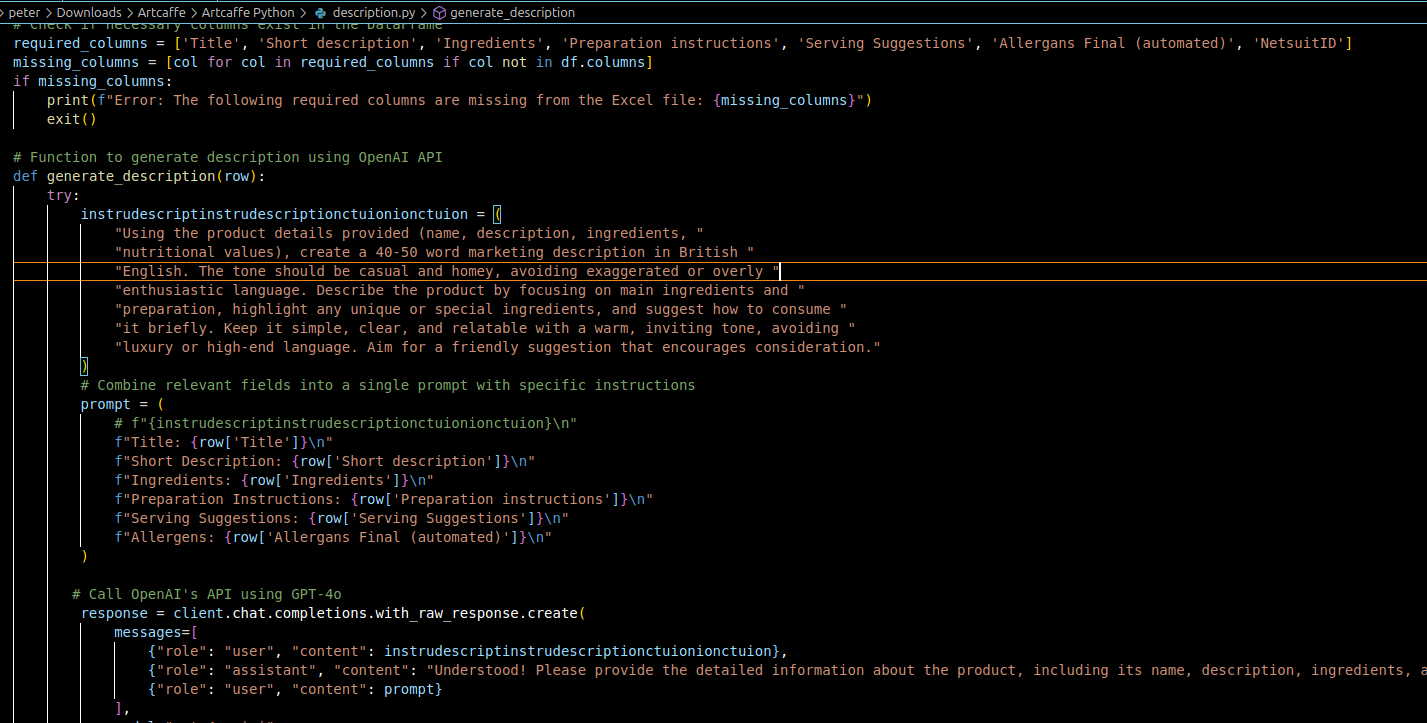 peter > Downloads > Artcaffe > Artcaffe Python > description.py > generate_description
# Check if necessary columns exist in the DataFrame
required_columns = ['Title', 'Short description', 'Ingredients', 'Preparation instructions', 'Serving Suggestions', 'Allergans Final (automated)', 'NetsuitID']
missing_columns = [col for col in required_columns if col not in df.columns]
if missing_columns:
    print(f"Error: The following required columns are missing from the Excel file: {missing_columns}")
    exit()

# Function to generate description using OpenAI API
def generate_description(row):
    try:
        instrudescriptinstrudescriptionctuionionctuion = (
            "Using the product details provided (name, description, ingredients, "
            "nutritional values), create a 40-50 word marketing description in British "
            "English. The tone should be casual and homey, avoiding exaggerated or overly "
            "enthusiastic language. Describe the product by focusing on main ingredients and "
            "preparation, highlight any unique or special ingredients, and suggest how to consume "
            "it briefly. Keep it simple, clear, and relatable with a warm, inviting tone, avoiding "
            "luxury or high-end language. Aim for a friendly suggestion that encourages consideration."
        )
        # Combine relevant fields into a single prompt with specific instructions
        prompt = (
            # f"{instrudescriptinstrudescriptionctuionionctuion}\n"
            f"Title: {row['Title']}\n"
            f"Short Description: {row['Short description']}\n"
            f"Ingredients: {row['Ingredients']}\n"
            f"Preparation Instructions: {row['Preparation instructions']}\n"
            f"Serving Suggestions: {row['Serving Suggestions']}\n"
            f"Allergens: {row['Allergans Final (automated)']}\n"
        )

       # Call OpenAI's API using GPT-4o
        response = client.chat.completions.with_raw_response.create(
            messages=[
                {"role": "user", "content": instrudescriptinstrudescriptionctuionionctuion},
                {"role": "assistant", "content": "Understood! Please provide the detailed information about the product, including its name, description, ingredients,
                {"role": "user", "content": prompt}
            ],